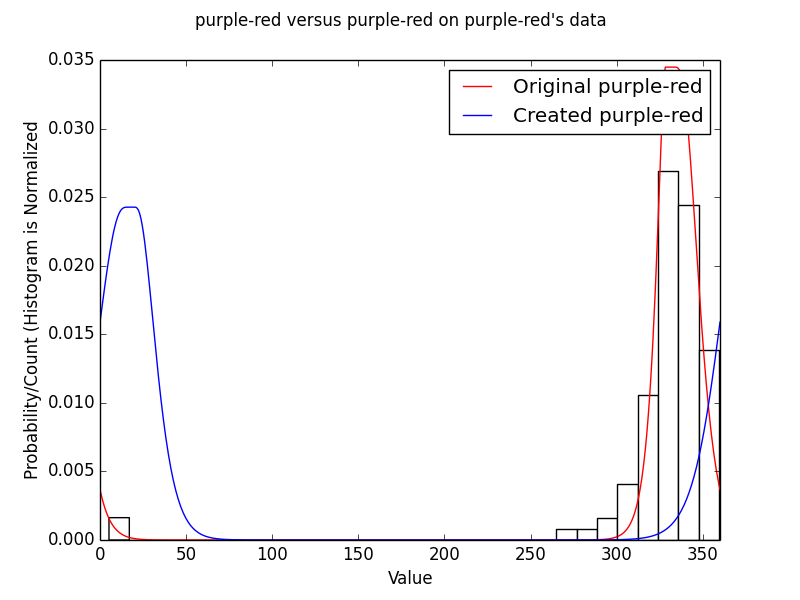 purple-red versus purple-red on purple-red's data
0.035
0.030
0.025
0.020
0.015
0.010
0.005
0.000
Probability/Count (Histogram is Normalized
Original purple-red
Created purple-red
0 50 100 150 200 250 300 350
Value